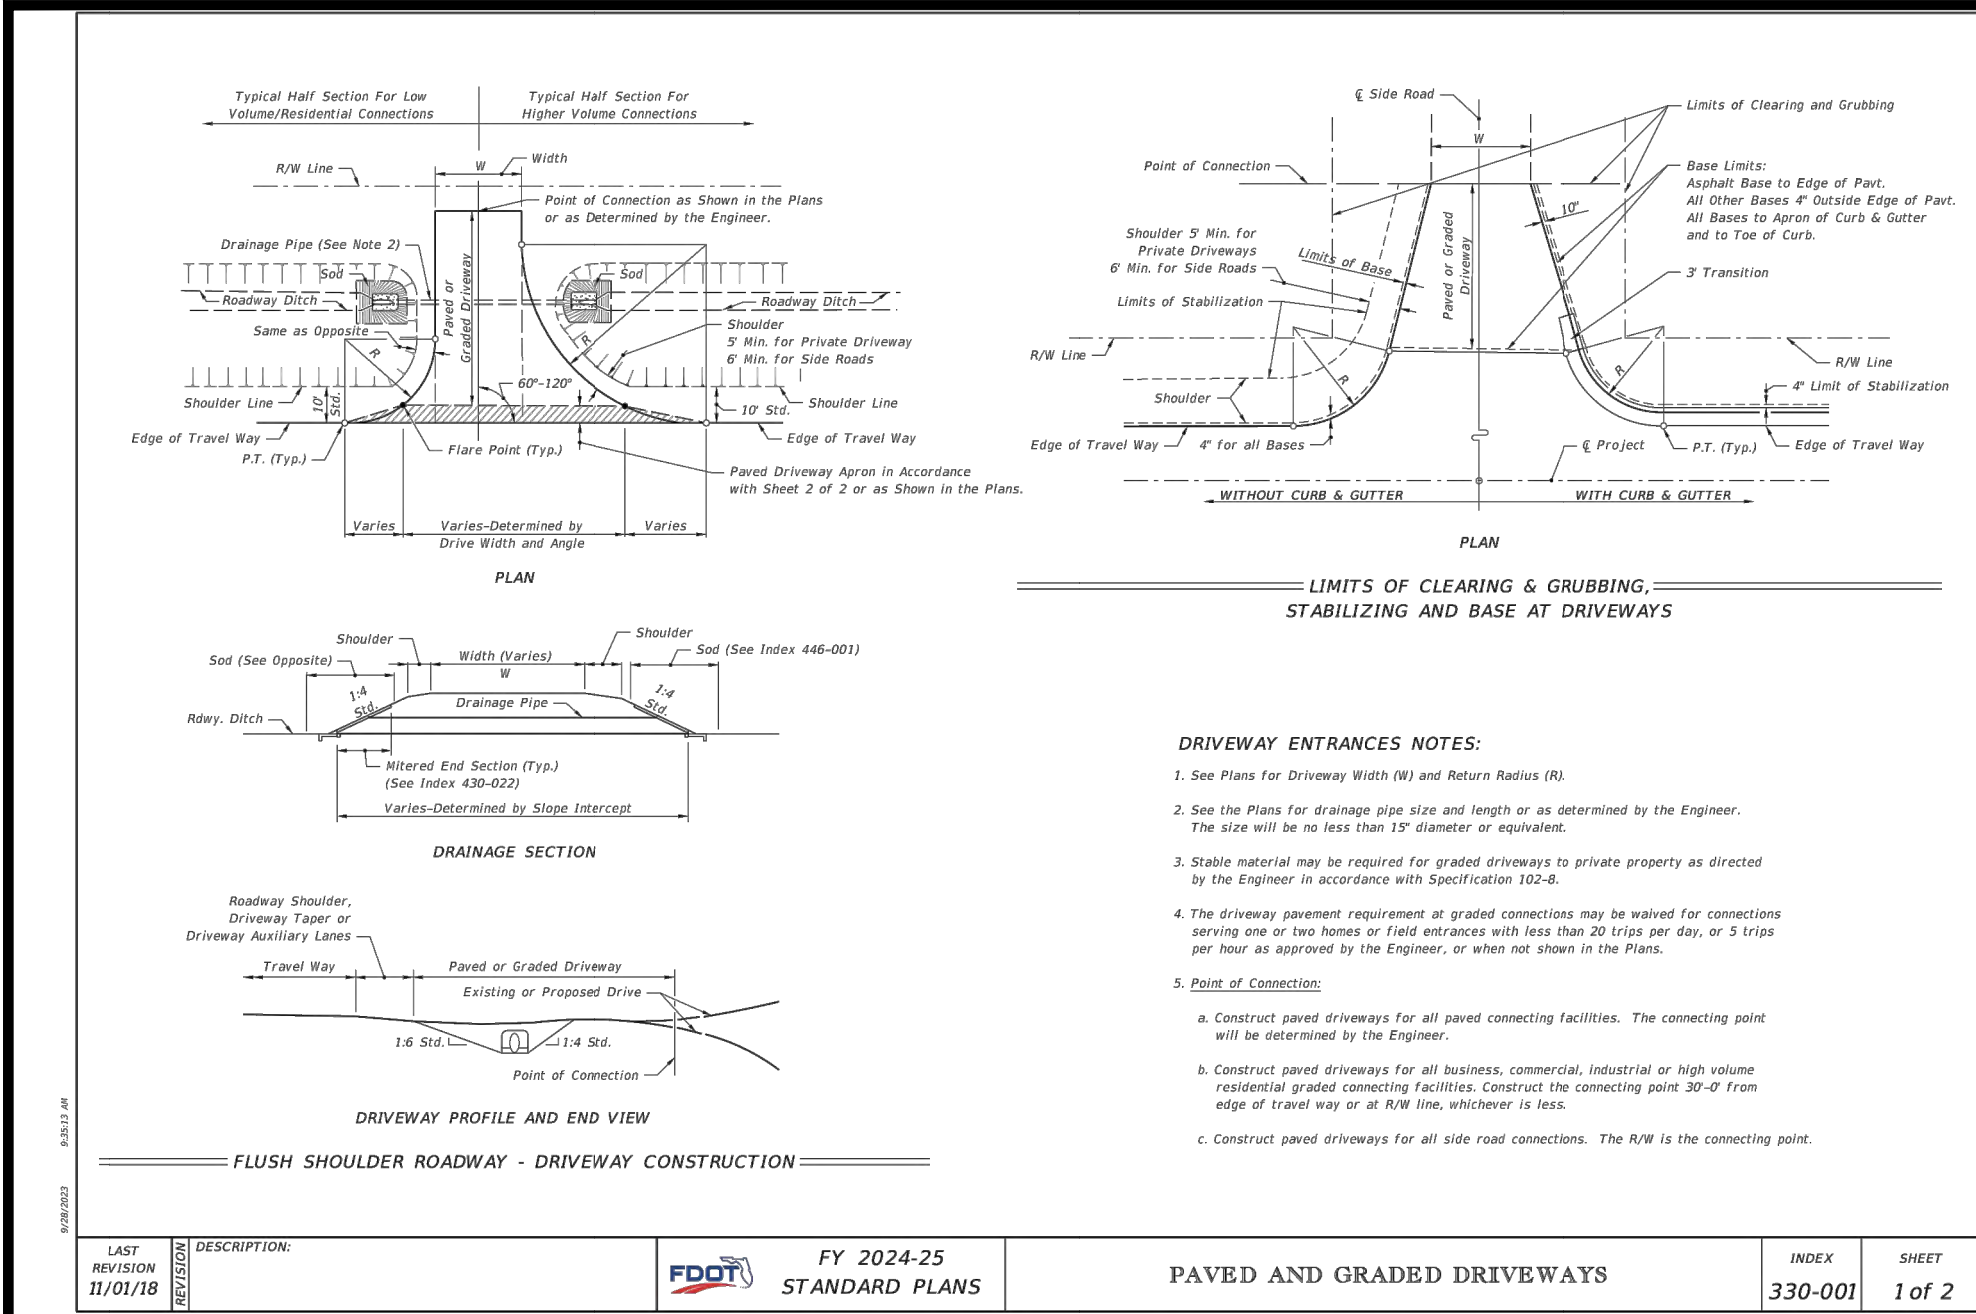 Typical Half Section For Low
Volume/Residential Connections
Typical Half Section For
Higher Volume Connections
R/W Line
W
Width
Point of Connection as Shown in the Plans
or as Determined by the Engineer.
Drainage Pipe (See Note 2)
Sod
Sod
Roadway Ditch
Roadway Ditch
Same as Opposite
Paved or
Graded Driveway
R
R
Shoulder
5' Min. for Private Driveway
6' Min. for Side Roads
60°-120°
Shoulder Line
10'
Std.
10' Std.
Shoulder Line
Edge of Travel Way
Edge of Travel Way
P.T. (Typ.)
Flare Point (Typ.)
Paved Driveway Apron in Accordance
with Sheet 2 of 2 or as Shown in the Plans.
Varies
Varies-Determined by
Drive Width and Angle
Varies
PLAN
Shoulder
Shoulder
Sod (See Opposite)
Width (Varies)
W
Sod (See Index 446-001)
1:4
Std.
1:4
Std.
Drainage Pipe
Rdwy. Ditch
Mitered End Section (Typ.)
(See Index 430-022)
Varies-Determined by Slope Intercept
DRAINAGE SECTION
Roadway Shoulder,
Driveway Taper or
Driveway Auxiliary Lanes
Travel Way
Paved or Graded Driveway
Existing or Proposed Drive
1:6 Std.
1:4 Std.
Point of Connection
DRIVEWAY PROFILE AND END VIEW
FLUSH SHOULDER ROADWAY - DRIVEWAY CONSTRUCTION
℄ Side Road
Limits of Clearing and Grubbing
W
Point of Connection
Base Limits:
Asphalt Base to Edge of Pavt.
All Other Bases 4" Outside Edge of Pavt.
All Bases to Apron of Curb & Gutter
and to Toe of Curb.
10"
Shoulder 5' Min. for
Private Driveways
6' Min. for Side Roads
Limits of Base
Paved or Graded
Driveway
3' Transition
Limits of Stabilization
R/W Line
R/W Line
R
R
4" Limit of Stabilization
Shoulder
Edge of Travel Way
4" for all Bases
℄ Project
P.T. (Typ.)
Edge of Travel Way
WITHOUT CURB & GUTTER
WITH CURB & GUTTER
PLAN
LIMITS OF CLEARING & GRUBBING,
STABILIZING AND BASE AT DRIVEWAYS
DRIVEWAY ENTRANCES NOTES:
1. See Plans for Driveway Width (W) and Return Radius (R).
2. See the Plans for drainage pipe size and length or as determined by the Engineer.
The size will be no less than 15" diameter or equivalent.
3. Stable material may be required for graded driveways to private property as directed
by the Engineer in accordance with Specification 102-8.
4. The driveway pavement requirement at graded connections may be waived for connections
serving one or two homes or field entrances with less than 20 trips per day, or 5 trips
per hour as approved by the Engineer, or when not shown in the Plans.
5. Point of Connection:
a. Construct paved driveways for all paved connecting facilities. The connecting point
will be determined by the Engineer.
b. Construct paved driveways for all business, commercial, industrial or high volume
residential graded connecting facilities. Construct the connecting point 30'-0' from
edge of travel way or at R/W line, whichever is less.
c. Construct paved driveways for all side road connections. The R/W is the connecting point.
9:35:13 AM
9/28/2023
LAST
REVISION
11/01/18
REVISION
DESCRIPTION:
FDOT
FY 2024-25
STANDARD PLANS
PAVED AND GRADED DRIVEWAYS
INDEX
330-001
SHEET
1 of 2